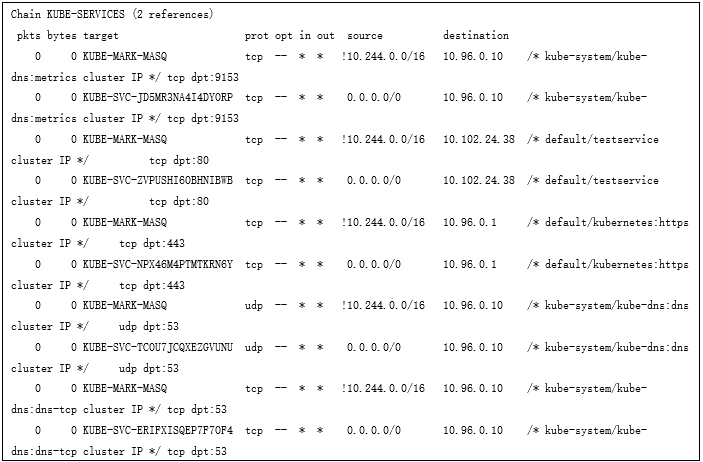 Chain KUBE-SERVICES (2 references)
pkts bytes target prot opt in out source destination
0 0 KUBE-MARK-MASQ tcp -- * * !10.244.0.0/16 10.96.0.10 /* kube-system/kube-
dns:metrics cluster IP */ tcp dpt:9153
0 0 KUBE-SVC-JD5MR3NA4I4DYORP tcp -- * * 0.0.0.0/0 10.96.0.10 /* kube-system/kube-
dns:metrics cluster IP */ tcp dpt:9153
0 0 KUBE-MARK-MASQ tcp -- * * !10.244.0.0/16 10.102.24.38 /* default/testservice
cluster IP */ tcp dpt:80
0 0 KUBE-SVC-ZVPUSHI6OBHNIBWB tcp -- * * 0.0.0.0/0 10.102.24.38 /* default/testservice
cluster IP */ tcp dpt:80
0 0 KUBE-MARK-MASQ tcp -- * * !10.244.0.0/16 10.96.0.1 /* default/kubernetes:https
cluster IP */ tcp dpt:443
0 0 KUBE-SVC-NPX46M4PTMTKRN6Y tcp -- * * 0.0.0.0/0 10.96.0.1 /* default/kubernetes:https
cluster IP */ tcp dpt:443
0 0 KUBE-MARK-MASQ udp -- * * !10.244.0.0/16 10.96.0.10 /* kube-system/kube-dns:dns
cluster IP */ udp dpt:53
0 0 KUBE-SVC-TCOU7JCQXEZGVUNU udp -- * * 0.0.0.0/0 10.96.0.10 /* kube-system/kube-dns:dns
cluster IP */ udp dpt:53
0 0 KUBE-MARK-MASQ tcp -- * * !10.244.0.0/16 10.96.0.10 /* kube-system/kube-
dns:dns-tcp cluster IP */ tcp dpt:53
0 0 KUBE-SVC-ERIFXISQEP7F7OF4 tcp -- * * 0.0.0.0/0 10.96.0.10 /* kube-system/kube-
dns:dns-tcp cluster IP */ tcp dpt:53